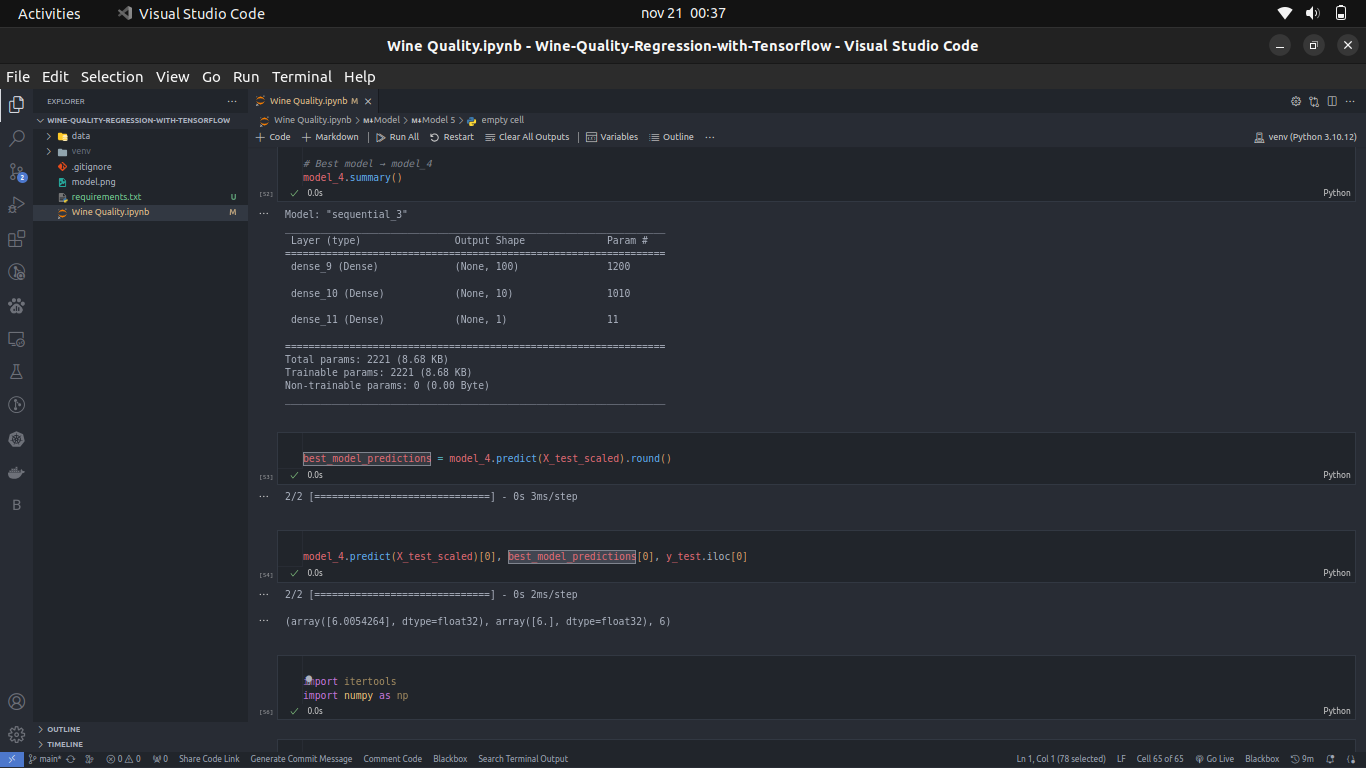 Activities
Visual Studio Code
nov 21 00:37
Wine Quality.ipynb - Wine-Quality-Regression-with-Tensorflow - Visual Studio Code
File Edit Selection View Go Run Terminal Help
EXPLORER
Wine Quality.ipynb M
WINE-QUALITY-REGRESSION-WITH-TENSORFLOW
Wine Quality.ipynb > M↓Model > M↓Model 5 > empty cell
data
+ Code + Markdown | Run All Restart Clear All Outputs | Variables Outline ...
venv (Python 3.10.12)
venv
.gitignore
model.png
requirements.txt U
Wine Quality.ipynb M
2
B
# Best model → model_4
model_4.summary()
[52]
0.0s
Python
Model: "sequential_3"
_________________________________________________________________
Layer (type) Output Shape Param #
=================================================================
dense_9 (Dense) (None, 100) 1200
dense_10 (Dense) (None, 10) 1010
dense_11 (Dense) (None, 1) 11
=================================================================
Total params: 2221 (8.68 KB)
Trainable params: 2221 (8.68 KB)
Non-trainable params: 0 (0.00 Byte)
_________________________________________________________________
best_model_predictions = model_4.predict(X_test_scaled).round()
[53]
0.0s
Python
2/2 [==============================] - 0s 3ms/step
model_4.predict(X_test_scaled)[0], best_model_predictions[0], y_test.iloc[0]
[54]
0.0s
Python
2/2 [==============================] - 0s 2ms/step
(array([6.0054264], dtype=float32), array([6.], dtype=float32), 6)
import itertools
import numpy as np
[56]
0.0s
Python
OUTLINE
TIMELINE
main* 0 0 0 Share Code Link Generate Commit Message Comment Code Blackbox Search Terminal Output
Ln 1, Col 1 (78 selected) LF Cell 65 of 65 Go Live Blackbox 9m